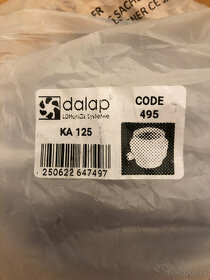 dalap
Lüftungs Systeme
KA 125
CODE
495
250622 647497